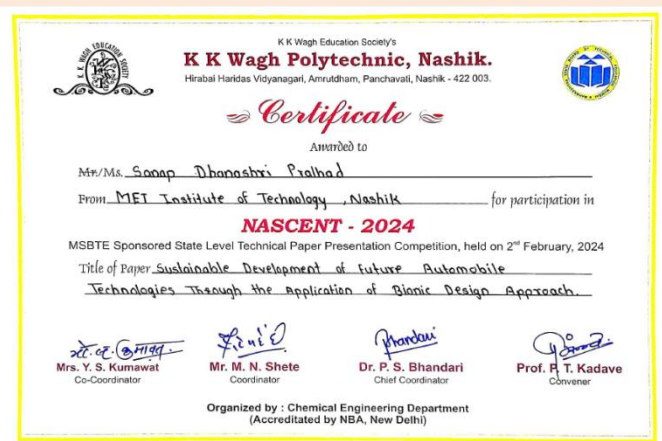 K K Wagh Education Society's
K K Wagh Polytechnic, Nashik.
Hirabai Haridas Vidyanagari, Amrutdham, Panchavati, Nashik - 422 003.
Certificate
Awarded to
Mr/Ms. Sanap Dhanashri Pralhad
From MET Institute of Technology, Nashik for participation in
NASCENT - 2024
MSBTE Sponsored State Level Technical Paper Presentation Competition, held on 2nd February, 2024
Title of Paper Sustainable Development of Future Automobile
Technologies Through the Application of Bionic Design Approach.
Bhandari
Mrs. Y. S. Kumawat Mr. M. N. Shete Dr. P. S. Bhandari Prof. P. T. Kadave
Co-Coordinator Coordinator Chief Coordinator Convener
Organized by : Chemical Engineering Department
(Accreditated by NBA, New Delhi)